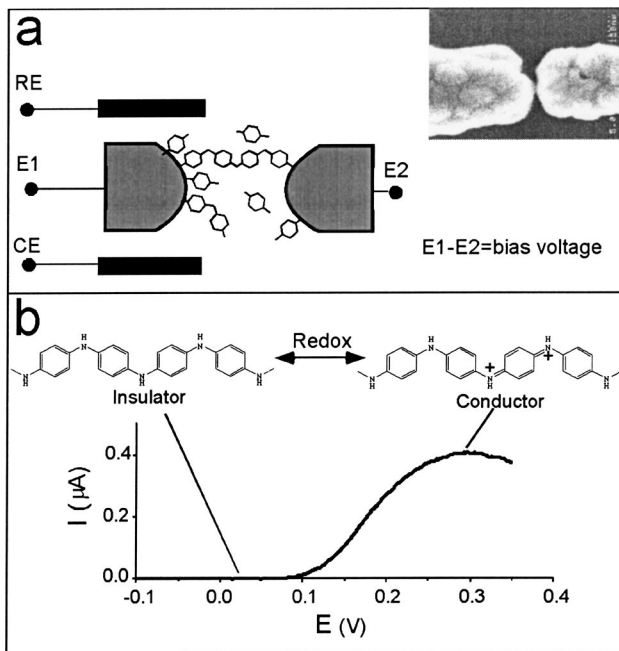 a
RE
E1
E2
CE
E1-E2=bias voltage
b
H
N
H
N
N
H
N
H
Redox
H
N
H
N
+
N
H
+
N
H
Insulator
Conductor
I (μA)
0.4
0.2
0.0
-0.1 0.0 0.1 0.2 0.3 0.4
E (V)